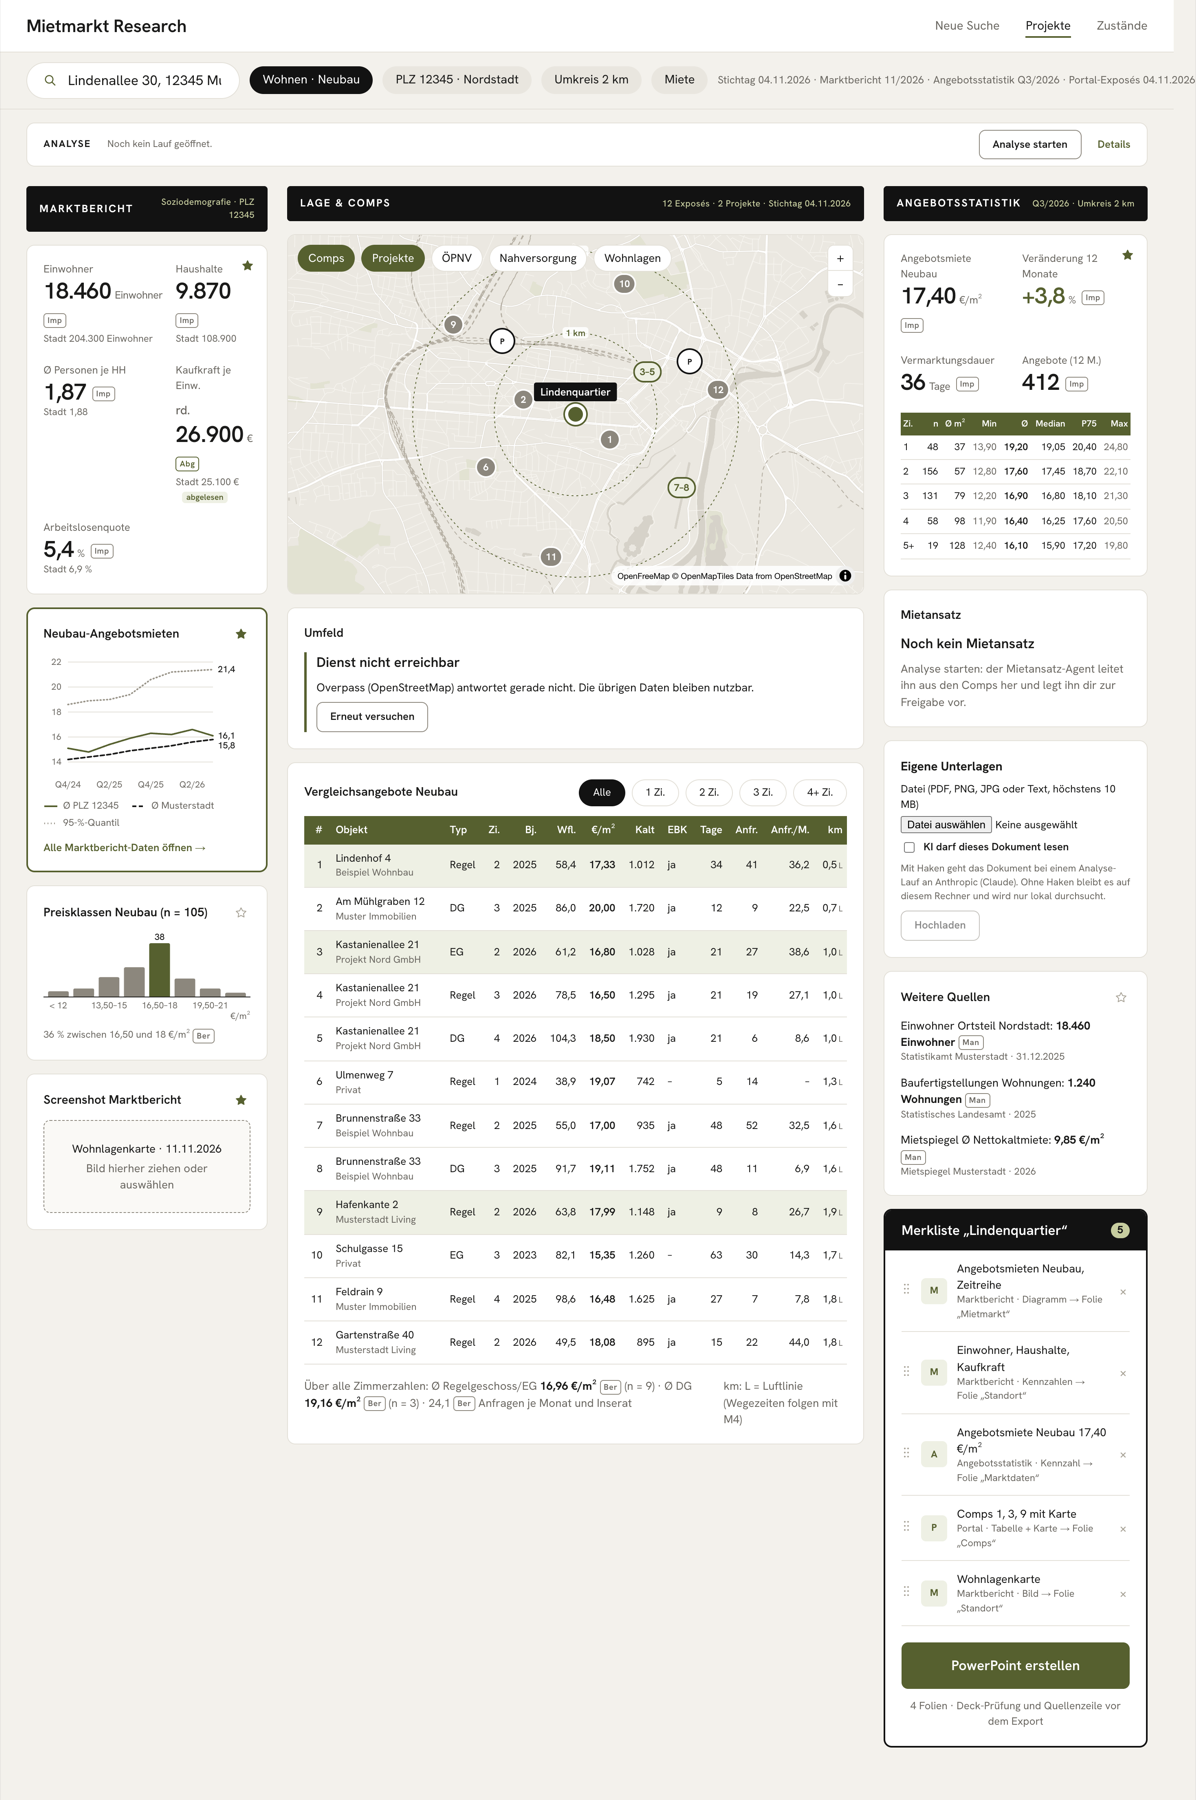 Mietmarkt Research
Neue Suche
Projekte
Zustände
Lindenallee 30, 12345 Mu
Wohnen · Neubau
PLZ 12345 · Nordstadt
Umkreis 2 km
Miete
Stichtag 04.11.2026 · Marktbericht 11/2026 · Angebotsstatistik Q3/2026 · Portal-Exposés 04.11.2026
ANALYSE
Noch kein Lauf geöffnet.
Analyse starten
Details
MARKTBERICHT
Soziodemografie · PLZ
12345
Einwohner
18.460 Einwohner
Imp
Stadt 204.300 Einwohner
Haushalte
9.870
Imp
Stadt 108.900
Ø Personen je HH
1,87 Imp
Stadt 1,88
Kaufkraft je
Einw.
rd.
26.900 €
Abg
Stadt 25.100 €
abgelesen
Arbeitslosenquote
5,4 % Imp
Stadt 6,9 %
Neubau-Angebotsmieten
22
20
18
16
14
21,4
16,1
15,8
Q4/24 Q2/25 Q4/25 Q2/26
Ø PLZ 12345
Ø Musterstadt
95-%-Quantil
Alle Marktbericht-Daten öffnen →
Preisklassen Neubau (n = 105)
38
< 12 13,50-15 16,50-18 19,50-21
€/m²
36 % zwischen 16,50 und 18 €/m² Ber
Screenshot Marktbericht
Wohnlagenkarte · 11.11.2026
Bild hierher ziehen oder
auswählen
LAGE & COMPS
12 Exposés · 2 Projekte · Stichtag 04.11.2026
Comps
Projekte
ÖPNV
Nahversorgung
Wohnlagen
+
−
10
9
P
1 km
P
3–5
12
2
Lindenquartier
1
6
7–8
11
OpenFreeMap © OpenMapTiles Data from OpenStreetMap
Umfeld
Dienst nicht erreichbar
Overpass (OpenStreetMap) antwortet gerade nicht. Die übrigen Daten bleiben nutzbar.
Erneut versuchen
Vergleichsangebote Neubau
Alle
1 Zi.
2 Zi.
3 Zi.
4+ Zi.
# Objekt Typ Zi. Bj. Wfl. €/m² Kalt EBK Tage Anfr. Anfr./M. km
1 Lindenhof 4 Regel 2 2025 58,4 17,33 1.012 ja 34 41 36,2 0,5 L
Beispiel Wohnbau
2 Am Mühlgraben 12 DG 3 2025 86,0 20,00 1.720 ja 12 9 22,5 0,7 L
Muster Immobilien
3 Kastanienallee 21 EG 2 2026 61,2 16,80 1.028 ja 21 27 38,6 1,0 L
Projekt Nord GmbH
4 Kastanienallee 21 Regel 3 2026 78,5 16,50 1.295 ja 21 19 27,1 1,0 L
Projekt Nord GmbH
5 Kastanienallee 21 DG 4 2026 104,3 18,50 1.930 ja 21 6 8,6 1,0 L
Projekt Nord GmbH
6 Ulmenweg 7 Regel 1 2024 38,9 19,07 742 – 5 14 – 1,3 L
Privat
7 Brunnenstraße 33 Regel 2 2025 55,0 17,00 935 ja 48 52 32,5 1,6 L
Beispiel Wohnbau
8 Brunnenstraße 33 DG 3 2025 91,7 19,11 1.752 ja 48 11 6,9 1,6 L
Beispiel Wohnbau
9 Hafenkante 2 Regel 2 2026 63,8 17,99 1.148 ja 9 8 26,7 1,9 L
Musterstadt Living
10 Schulgasse 15 EG 3 2023 82,1 15,35 1.260 – 63 30 14,3 1,7 L
Privat
11 Feldrain 9 Regel 4 2026 98,6 16,48 1.625 ja 27 7 7,8 1,8 L
Muster Immobilien
12 Gartenstraße 40 Regel 2 2026 49,5 18,08 895 ja 15 22 44,0 1,8 L
Musterstadt Living
Über alle Zimmerzahlen: Ø Regelgeschoss/EG 16,96 €/m² Ber (n = 9) · Ø DG
19,16 €/m² Ber (n = 3) · 24,1 Ber Anfragen je Monat und Inserat
km: L = Luftlinie
(Wegezeiten folgen mit
M4)
ANGEBOTSSTATISTIK
Q3/2026 · Umkreis 2 km
Angebotsmiete
Neubau
17,40 €/m²
Imp
Veränderung 12
Monate
+3,8 % Imp
Vermarktungsdauer
36 Tage Imp
Angebote (12 M.)
412 Imp
Zi. n Ø m² Min Ø Median P75 Max
1 48 37 13,90 19,20 19,05 20,40 24,80
2 156 57 12,80 17,60 17,45 18,70 22,10
3 131 79 12,20 16,90 16,80 18,10 21,30
4 58 98 11,90 16,40 16,25 17,60 20,50
5+ 19 128 12,40 16,10 15,90 17,20 19,80
Mietansatz
Noch kein Mietansatz
Analyse starten: der Mietansatz-Agent leitet
ihn aus den Comps her und legt ihn dir zur
Freigabe vor.
Eigene Unterlagen
Datei (PDF, PNG, JPG oder Text, höchstens 10
MB)
Datei auswählen Keine ausgewählt
KI darf dieses Dokument lesen
Mit Haken geht das Dokument bei einem Analyse-
Lauf an Anthropic (Claude). Ohne Haken bleibt es auf
diesem Rechner und wird nur lokal durchsucht.
Hochladen
Weitere Quellen
Einwohner Ortsteil Nordstadt: 18.460
Einwohner Man
Statistikamt Musterstadt · 31.12.2025
Baufertigstellungen Wohnungen: 1.240
Wohnungen Man
Statistisches Landesamt · 2025
Mietspiegel Ø Nettokaltmiete: 9,85 €/m²
Man
Mietspiegel Musterstadt · 2026
Merkliste „Lindenquartier“
5
M
Angebotsmieten Neubau,
Zeitreihe
Marktbericht · Diagramm → Folie
„Mietmarkt“
×
M
Einwohner, Haushalte,
Kaufkraft
Marktbericht · Kennzahlen →
Folie „Standort“
×
A
Angebotsmiete Neubau 17,40
€/m²
Angebotsstatistik · Kennzahl →
Folie „Marktdaten“
×
P
Comps 1, 3, 9 mit Karte
Portal · Tabelle + Karte → Folie
„Comps“
×
M
Wohnlagenkarte
Marktbericht · Bild → Folie
„Standort“
×
PowerPoint erstellen
4 Folien · Deck-Prüfung und Quellenzeile vor
dem Export